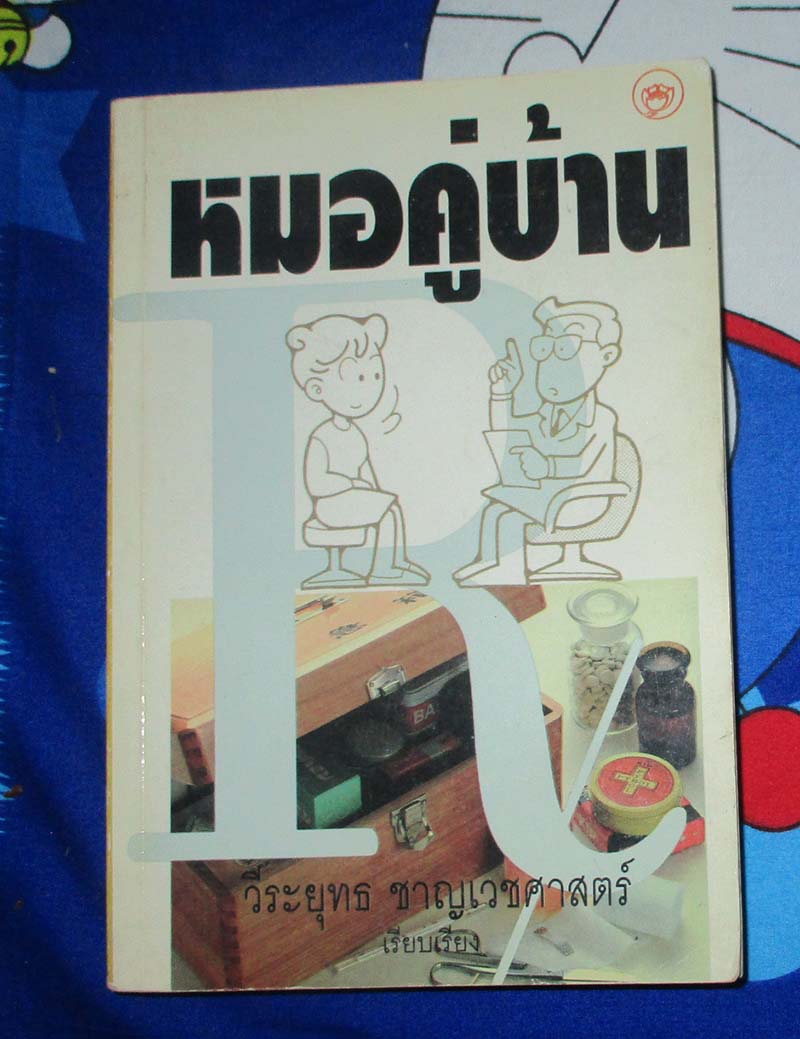 หมอคู่บ้าน
R
BA
วีระยุทธ ชาญเวชศาสตร์
เรียบเรียง